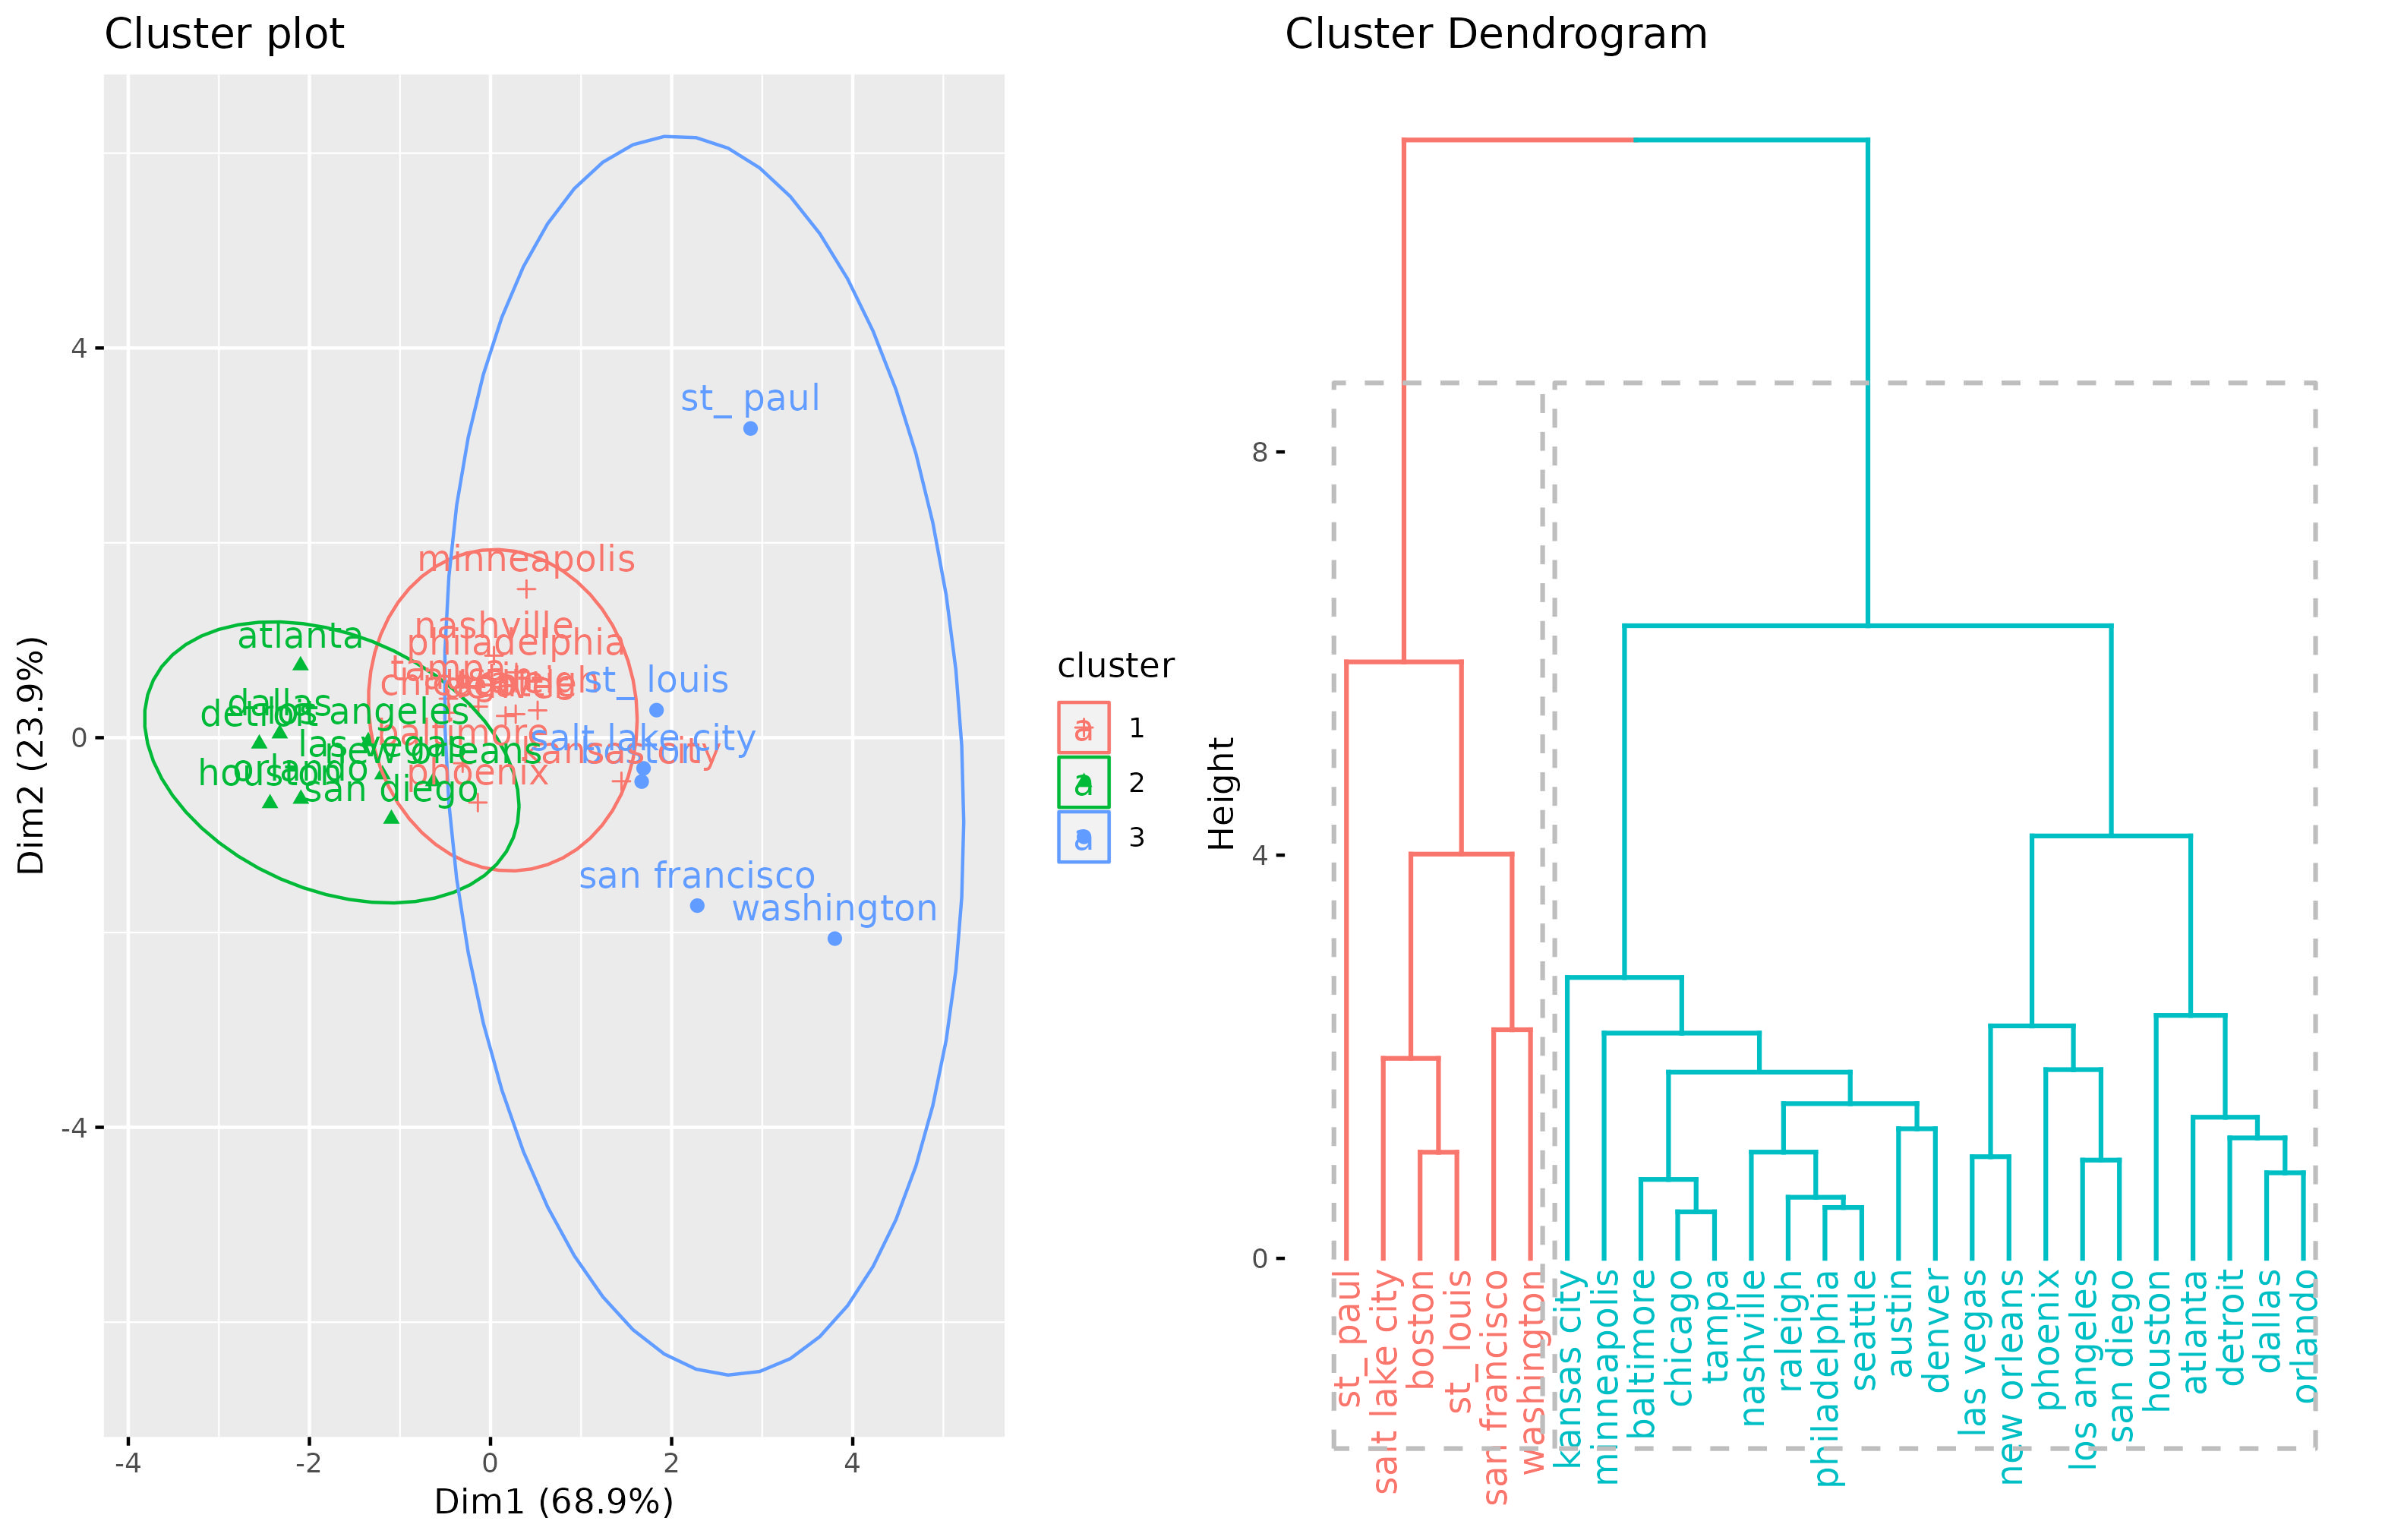 Cluster plot
4
0
-4
Dim2 (23.9%)
-4
-2
0
2
4
Dim1 (68.9%)
st_ paul
minneapolis
nashville
philadelphia
tampa
atlanta
st_ louis
dallas
detroit
los angeles
baltimore
salt lake city
las vegas
new orleans
kansas city
orlando
houston
phoenix
san diego
san francisco
washington
cluster
a 1
a 2
a 3
Cluster Dendrogram
8
4
0
Height
st_ paul
salt lake city
boston
st_ louis
san francisco
washington
kansas city
minneapolis
baltimore
chicago
tampa
nashville
raleigh
philadelphia
seattle
austin
denver
las vegas
new orleans
phoenix
los angeles
san diego
houston
atlanta
detroit
dallas
orlando